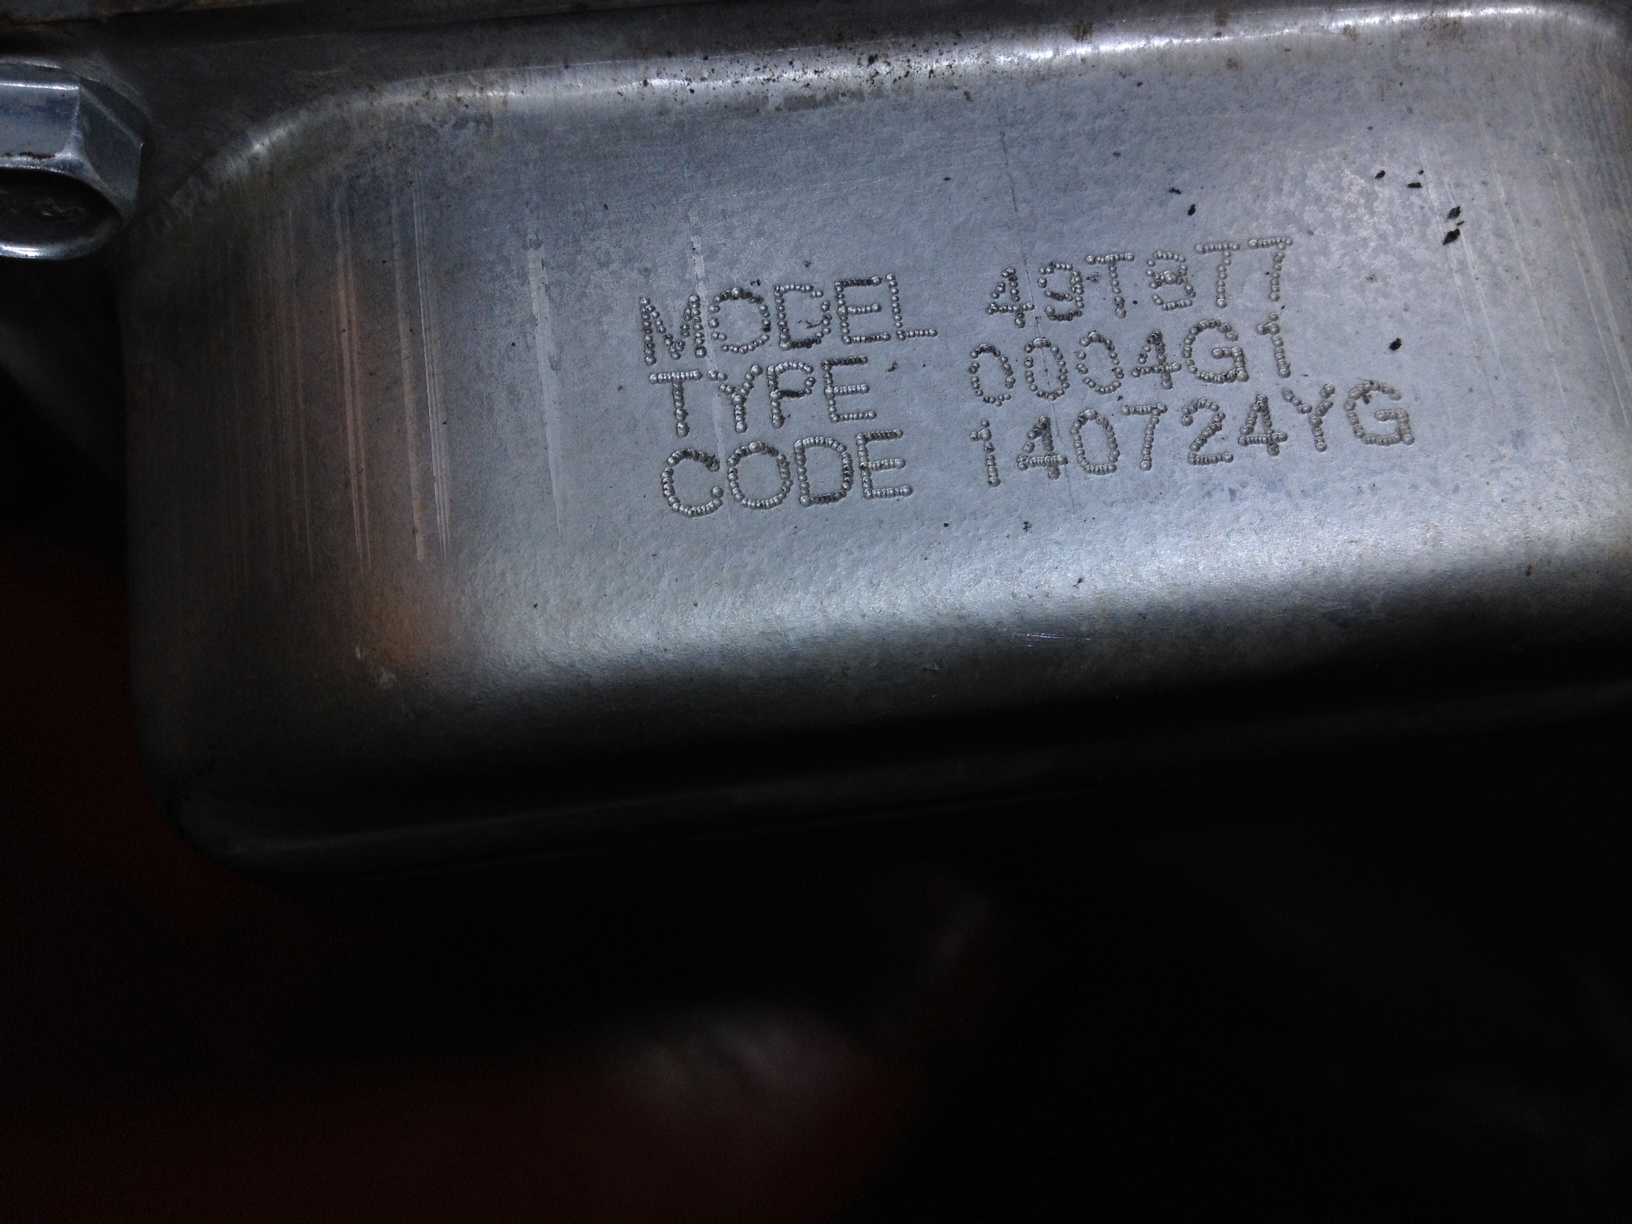 MODEL 49T877
TYPE 0004G1
CODE 140724YG